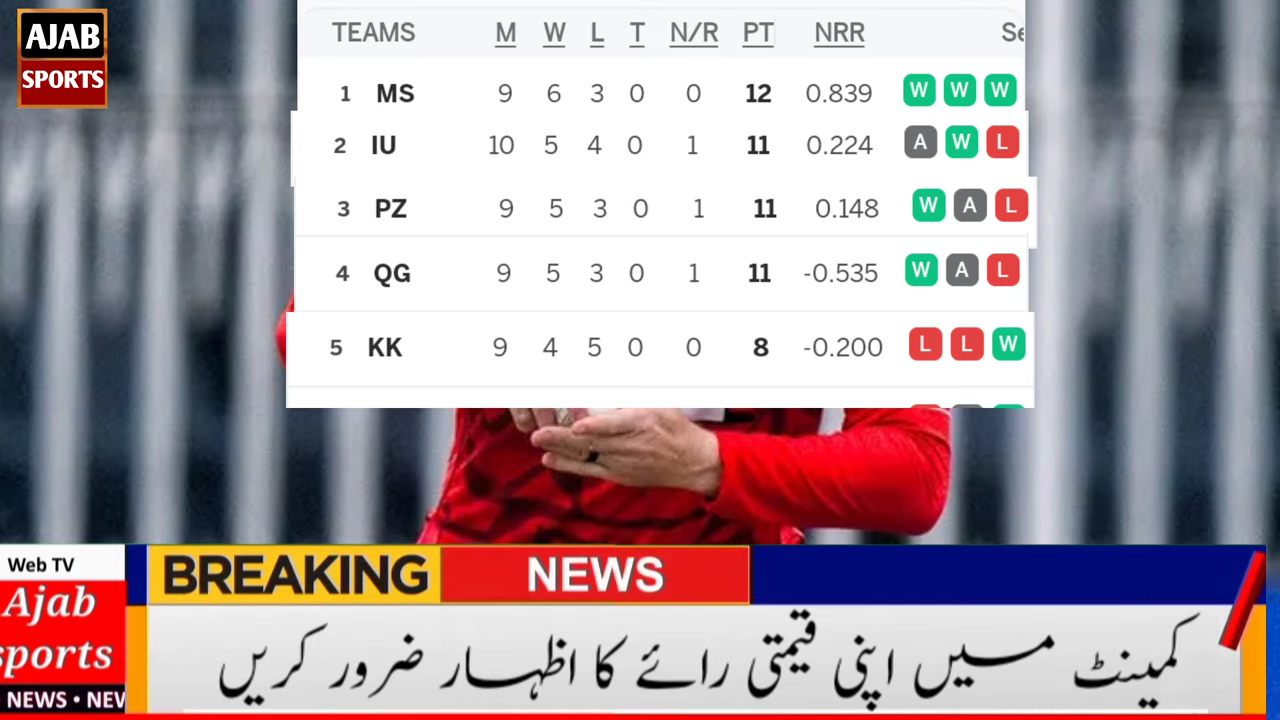 AJAB
SPORTS
TEAMS M W L T N/R PT NRR Se
1 MS 9 6 3 0 0 12 0.839 W W W
2 IU 10 5 4 0 1 11 0.224 A W L
3 PZ 9 5 3 0 1 11 0.148 W A L
4 QG 9 5 3 0 1 11 -0.535 W A L
5 KK 9 4 5 0 0 8 -0.200 L L W
Web TV
Ajab
sports
NEWS • NEV
BREAKING NEWS
کمینٹ میں اپنی قیمتی رائے کا اظہار ضرور کریں